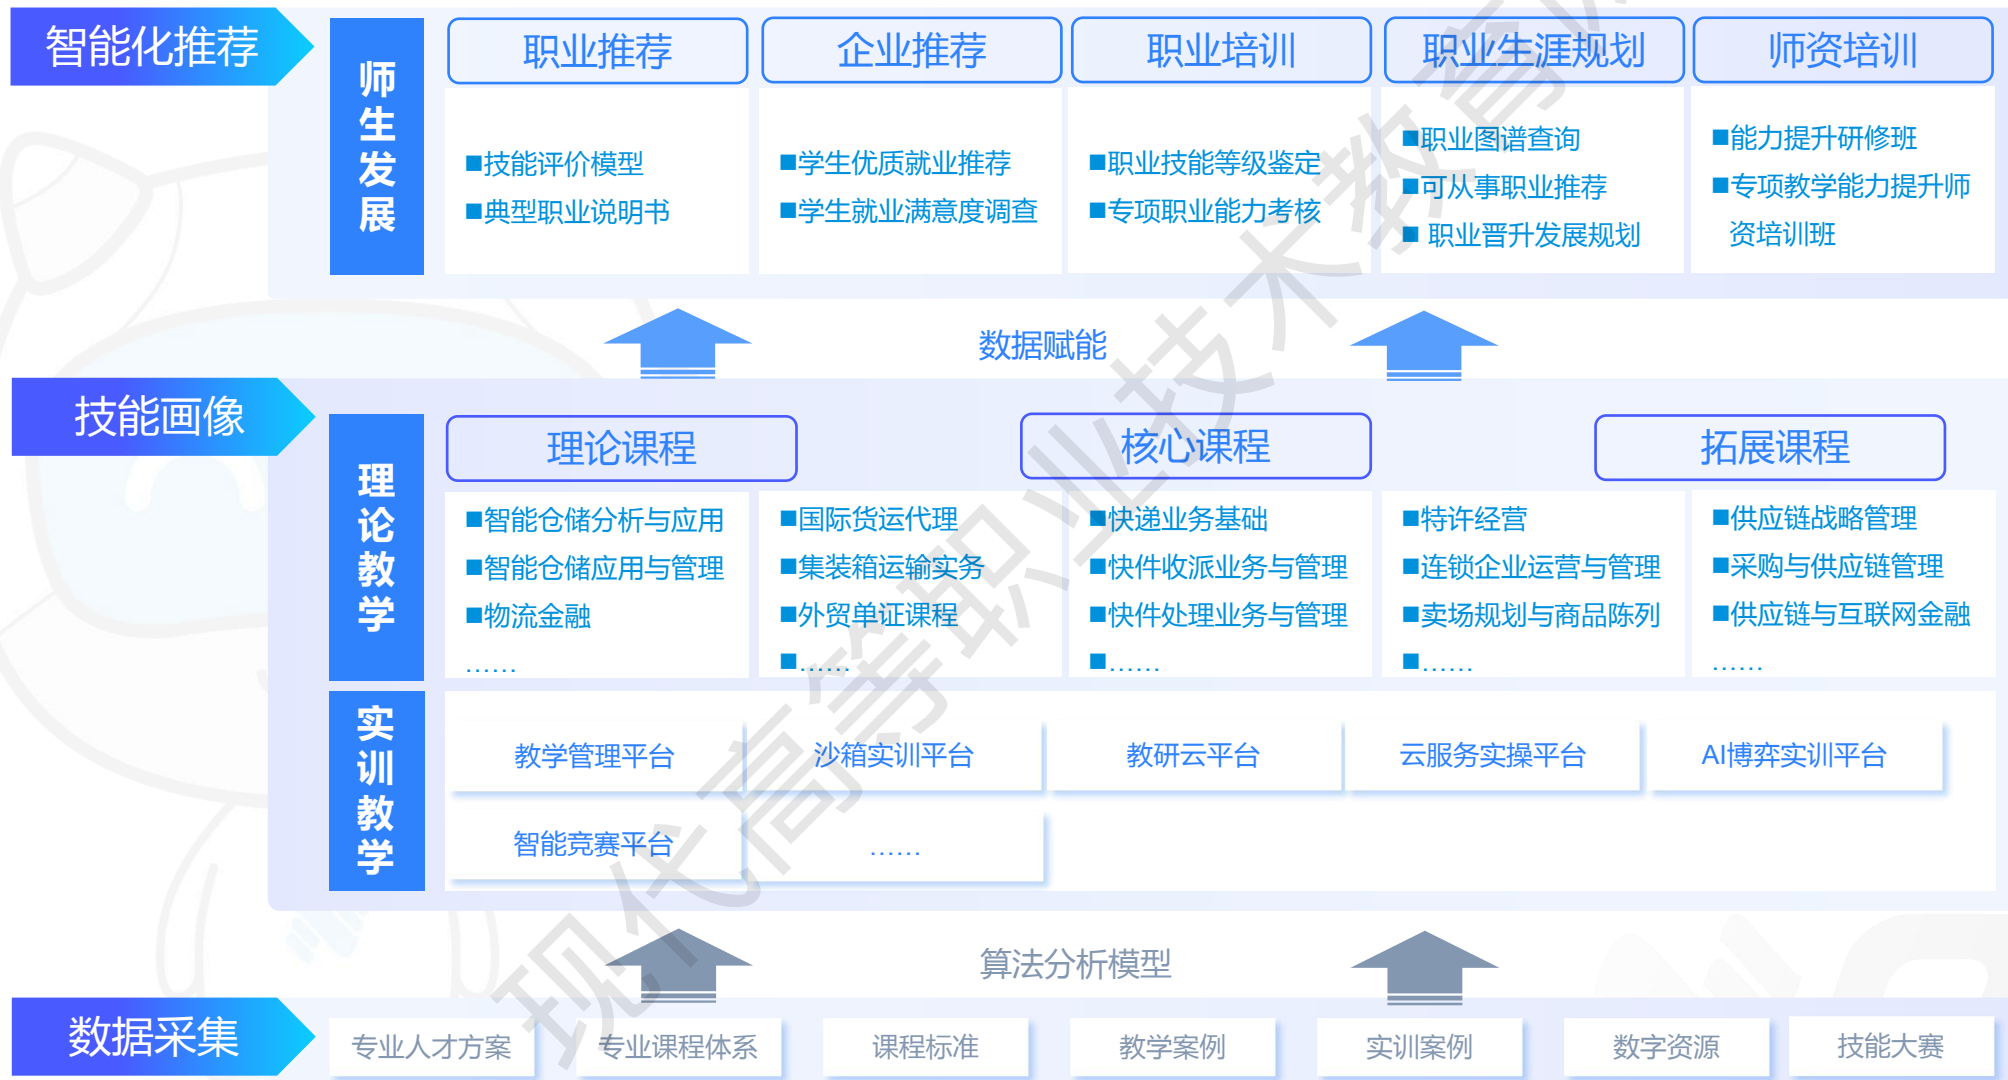 智能化推荐
师生发展
职业推荐
■技能评价模型
■典型职业说明书
企业推荐
■学生优质就业推荐
■学生就业满意度调查
职业培训
■职业技能等级鉴定
■专项职业能力考核
职业生涯规划
■职业图谱查询
■可从事职业推荐
■ 职业晋升发展规划
师资培训
■能力提升研修班
■专项教学能力提升师
资培训班
数据赋能
技能画像
理论教学
理论课程
核心课程
拓展课程
■智能仓储分析与应用
■智能仓储应用与管理
■物流金融
……
■国际货运代理
■集装箱运输实务
■外贸单证课程
■……
■快递业务基础
■快件收派业务与管理
■快件处理业务与管理
■……
■特许经营
■连锁企业运营与管理
■卖场规划与商品陈列
■……
■供应链战略管理
■采购与供应链管理
■供应链与互联网金融
……
实训教学
教学管理平台
沙箱实训平台
教研云平台
云服务实操平台
AI博弈实训平台
智能竞赛平台
……
算法分析模型
数据采集
专业人才方案
专业课程体系
课程标准
教学案例
实训案例
数字资源
技能大赛
现代高等职业技术教育网